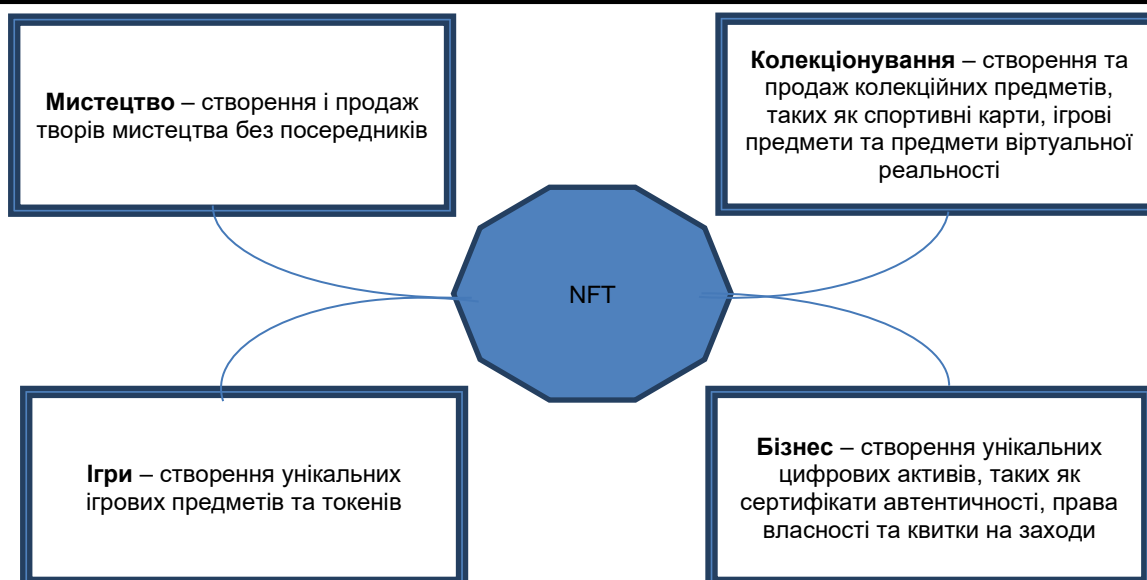 Мистецтво – створення і продаж
творів мистецтва без посередників
Колекціонування – створення та
продаж колекційних предметів,
таких як спортивні карти, ігрові
предмети та предмети віртуальної
реальності
NFT
Ігри – створення унікальних
ігрових предметів та токенів
Бізнес – створення унікальних
цифрових активів, таких як
сертифікати автентичності, права
власності та квитки на заходи